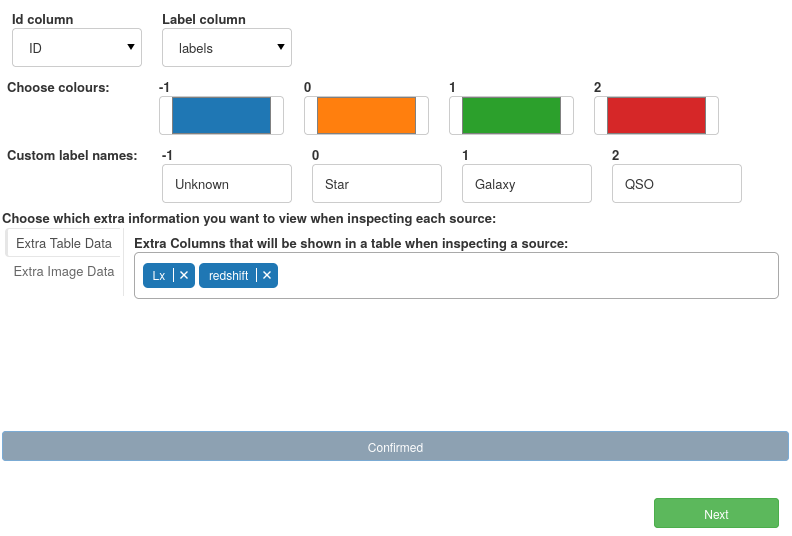 Id column Label column
ID labels
Choose colours: -1 0 1 2
Custom label names: -1 0 1 2
Unknown Star Galaxy QSO
Choose which extra information you want to view when inspecting each source:
Extra Table Data
Extra Image Data
Extra Columns that will be shown in a table when inspecting a source:
Lx ✕ redshift ✕
Confirmed
Next